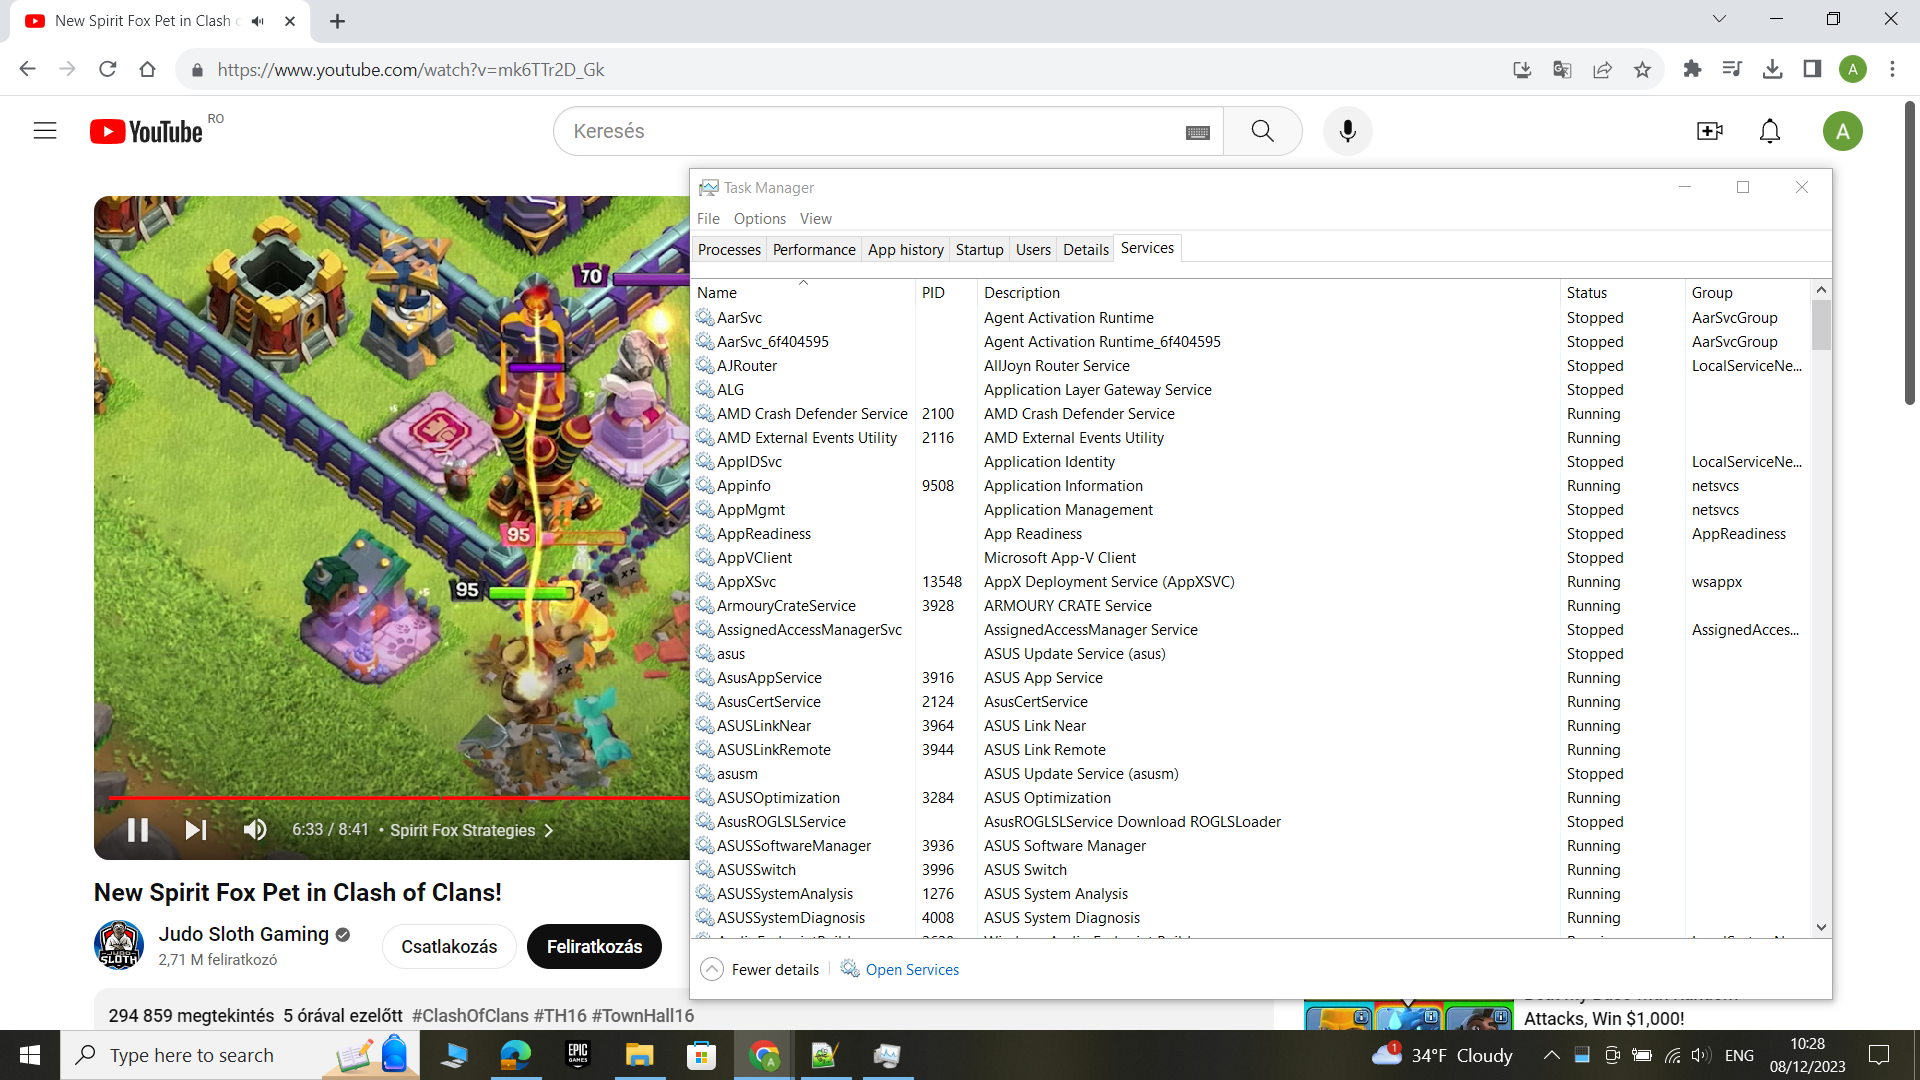 New Spirit Fox Pet in Clash
https://www.youtube.com/watch?v=mk6TTr2D_Gk
A
YouTube RO
Keresés
A
Task Manager
File Options View
Processes Performance App history Startup Users Details Services
Name PID Description Status Group
AarSvc Agent Activation Runtime Stopped AarSvcGroup
AarSvc_6f404595 Agent Activation Runtime_6f404595 Stopped AarSvcGroup
AJRouter AllJoyn Router Service Stopped LocalServiceNe...
ALG Application Layer Gateway Service Stopped
AMD Crash Defender Service 2100 AMD Crash Defender Service Running
AMD External Events Utility 2116 AMD External Events Utility Running
AppIDSvc Application Identity Stopped LocalServiceNe...
Appinfo 9508 Application Information Running netsvcs
AppMgmt Application Management Stopped netsvcs
AppReadiness App Readiness Stopped AppReadiness
AppVClient Microsoft App-V Client Stopped
AppXSvc 13548 AppX Deployment Service (AppXSVC) Running wsappx
ArmouryCrateService 3928 ARMOURY CRATE Service Running
AssignedAccessManagerSvc AssignedAccessManager Service Stopped AssignedAcces...
asus ASUS Update Service (asus) Stopped
AsusAppService 3916 ASUS App Service Running
AsusCertService 2124 AsusCertService Running
ASUSLinkNear 3964 ASUS Link Near Running
ASUSLinkRemote 3944 ASUS Link Remote Running
asusm ASUS Update Service (asusm) Stopped
ASUSOptimization 3284 ASUS Optimization Running
AsusROGLSLService AsusROGLSLService Download ROGLSLoader Stopped
ASUSSoftwareManager 3936 ASUS Software Manager Running
ASUSSwitch 3996 ASUS Switch Running
ASUSSystemAnalysis 1276 ASUS System Analysis Running
ASUSSystemDiagnosis 4008 ASUS System Diagnosis Running
Fewer details Open Services
70
95
95
6:33 / 8:41 • Spirit Fox Strategies
New Spirit Fox Pet in Clash of Clans!
JUDO
SLOTH
Judo Sloth Gaming
2,71 M feliratkozó
Csatlakozás
Feliratkozás
294 859 megtekintés 5 órával ezelőtt #ClashOfClans #TH16 #TownHall16
Attacks, Win $1,000!
Type here to search
EPIC
GAMES
A
1
34°F Cloudy
ENG
10:28
08/12/2023